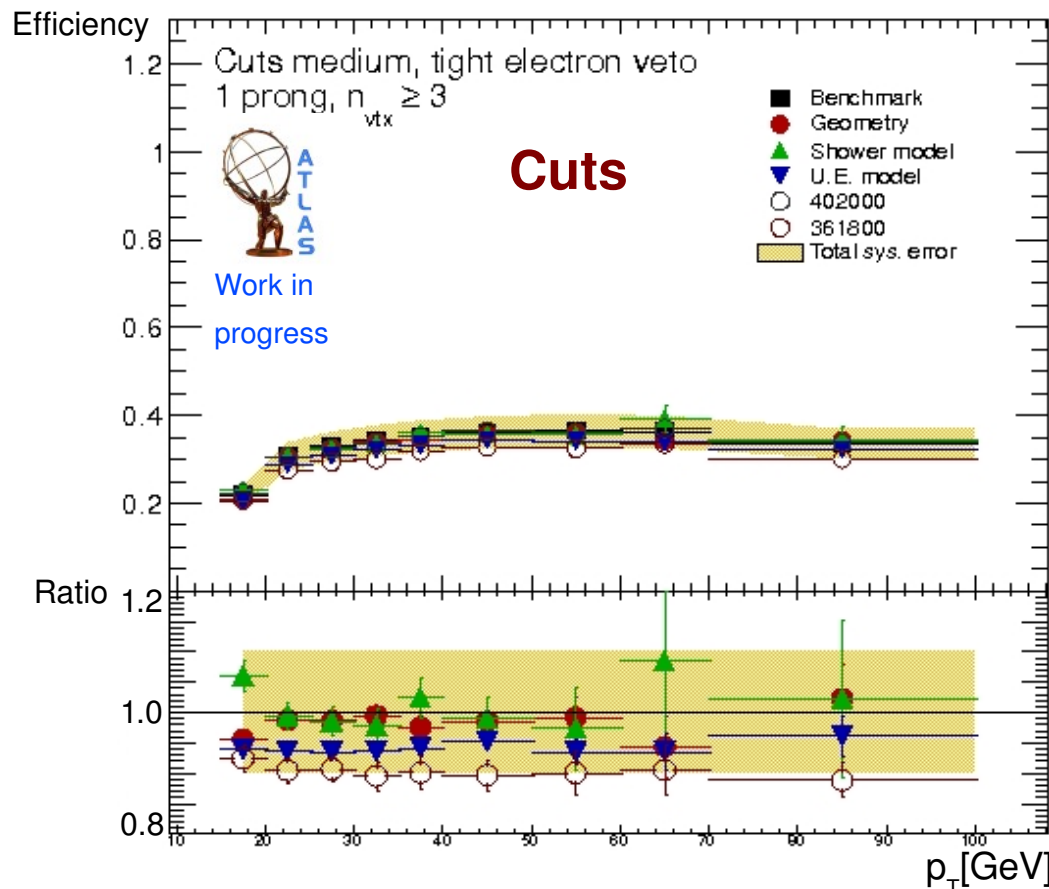 Efficiency
1.2
1
0.8
0.6
0.4
0.2
Cuts medium, tight electron veto
1 prong, n_vtx ≥ 3
ATLAS
Work in
progress
Cuts
Benchmark
Geometry
Shower model
U.E. model
402000
361800
Total sys. error
Ratio
1.2
1.0
0.8
10 20 30 40 50 60 70 80 90 100
p_T[GeV]